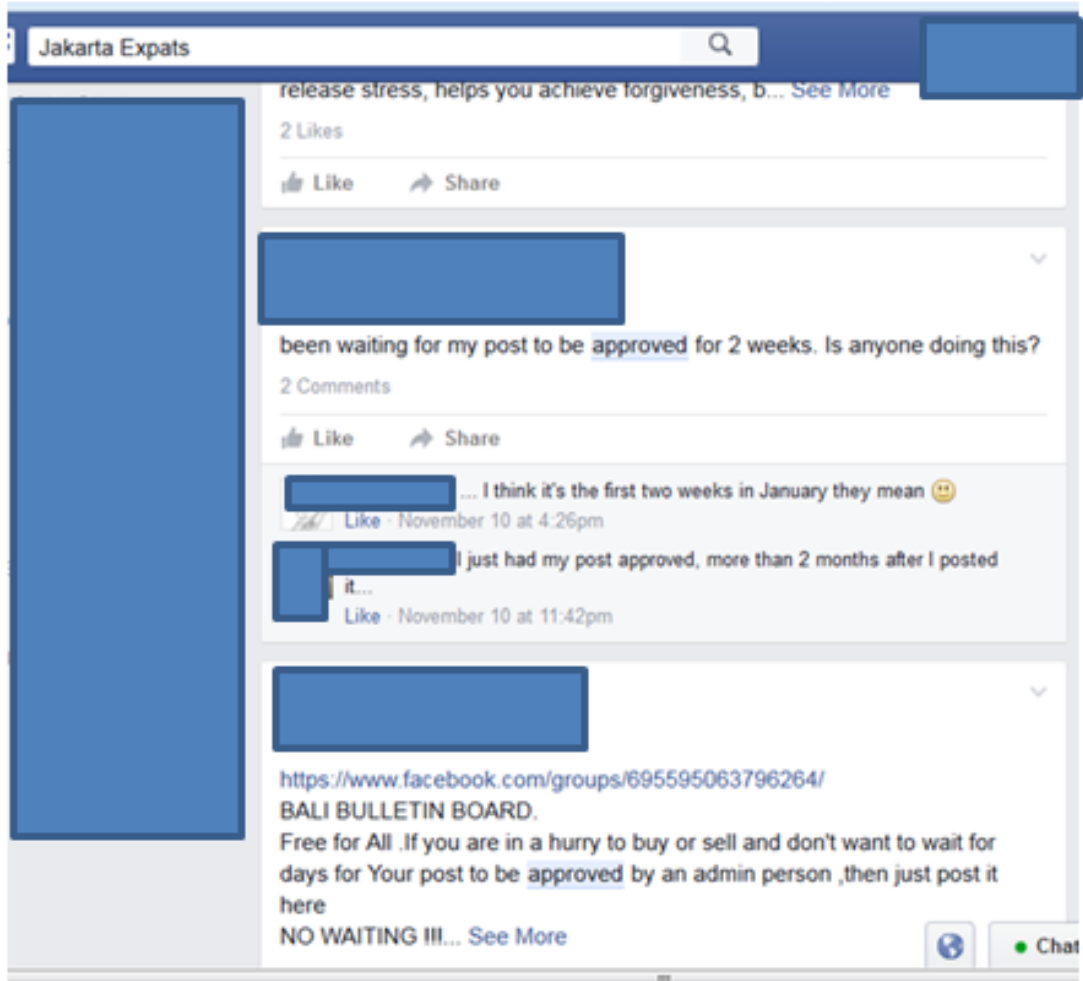 Jakarta Expats
release stress, helps you achieve forgiveness, b... See More
2 Likes
Like Share
been waiting for my post to be approved for 2 weeks. Is anyone doing this?
2 Comments
Like Share
... I think it's the first two weeks in January they mean
Like · November 10 at 4:26pm
I just had my post approved, more than 2 months after I posted
it...
Like · November 10 at 11:42pm
https://www.facebook.com/groups/695595063796264/
BALI BULLETIN BOARD.
Free for All .If you are in a hurry to buy or sell and don't want to wait for
days for Your post to be approved by an admin person ,then just post it
here
NO WAITING !!!... See More
Chat